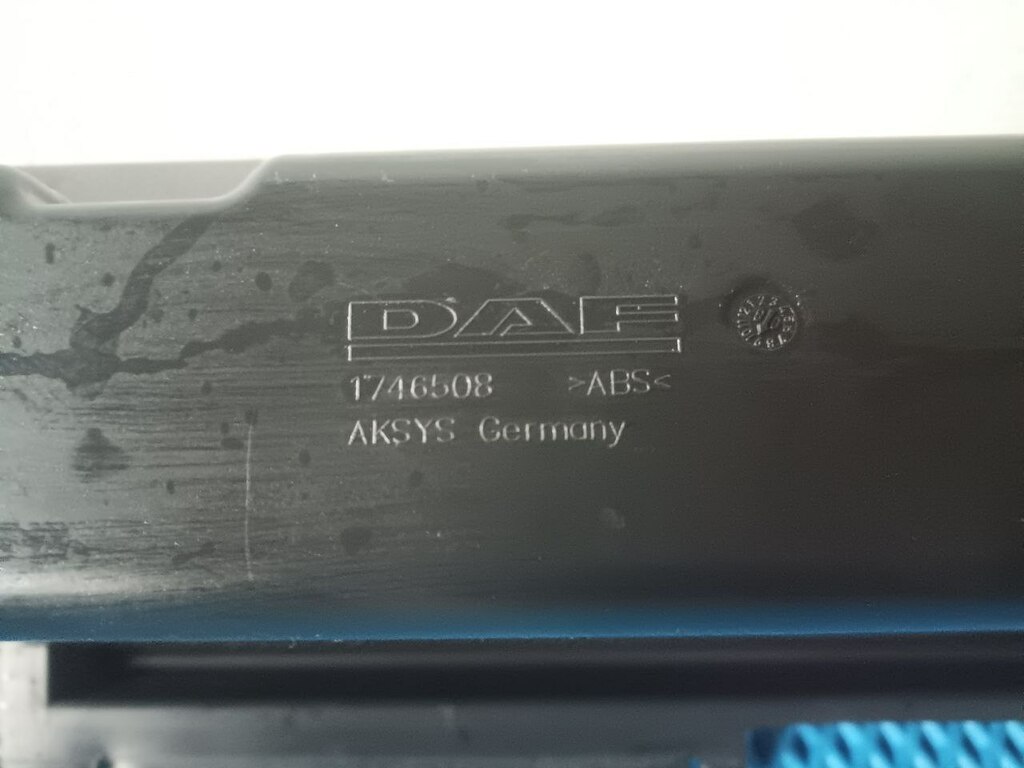 DAF
1746508 >ABS<
AKSYS Germany